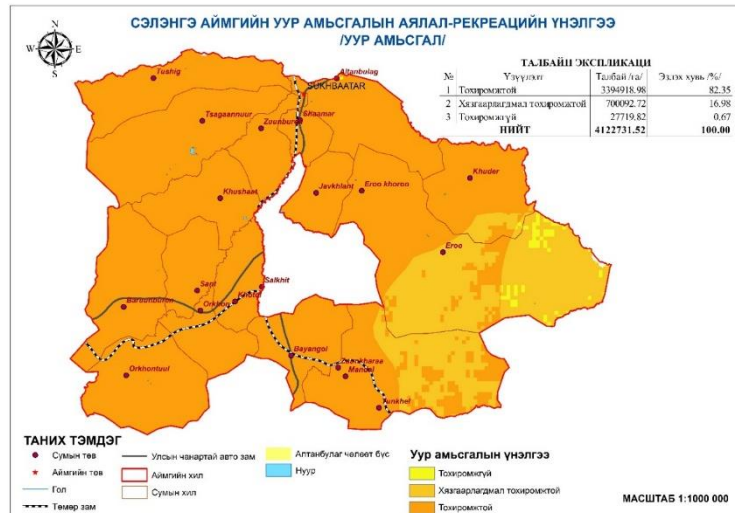 СЭЛЭНГЭ АЙМГИЙН УУР АМЬСГАЛЫН АЯЛАЛ-РЕКРЕАЦИЙН ҮНЭЛГЭЭ
/УУР АМЬСГАЛ/
N
W E
S
ТАЛБАЙН ЭКСПЛИКАЦИ
№ Үзүүлэлт Талбай /га/ Эзлэх хувь /%/
1 Тохиромжтой 3394918.98 82.35
2 Хязгаарлагдмал тохиромжтой 700092.72 16.98
3 Тохиромжгүй 27719.82 0.67
НИЙТ 4122731.52 100.00
Tushig
Altanbulag
SUKHBAATAR
Tsagaannuur
Zuunburen
Shaamar
Khuder
Javkhlant
Eroo khoron
Khushaat
Eroo
Sant
Salkhit
Baruunburen
Orkhon
Khutul
Bayangol
Zuunkharaa
Mandal
Orkhontuul
Tunkhel
ТАНИХ ТЭМДЭГ
Сумын төв
Аймгийн төв
Гол
Төмөр зам
Улсын чанартай авто зам
Аймгийн хил
Сумын хил
Алтанбулаг чөлөөт бүс
Нуур
Уур амьсгалын үнэлгээ
Тохиромжгүй
Хязгаарлагдмал тохиромжтой
Тохиромжтой
МАСШТАБ 1:1000 000